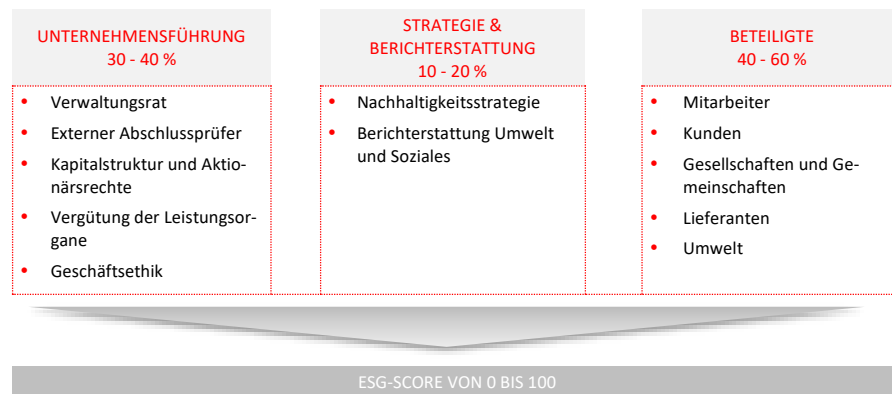 UNTERNEHMENSFÜHRUNG
30 - 40 %
• Verwaltungsrat
• Externer Abschlussprüfer
• Kapitalstruktur und Aktio-
närsrechte
• Vergütung der Leistungsor-
gane
• Geschäftsethik
STRATEGIE &
BERICHTERSTATTUNG
10 - 20 %
• Nachhaltigkeitsstrategie
• Berichterstattung Umwelt
und Soziales
BETEILIGTE
40 - 60 %
• Mitarbeiter
• Kunden
• Gesellschaften und Ge-
meinschaften
• Lieferanten
• Umwelt
ESG-SCORE VON 0 BIS 100